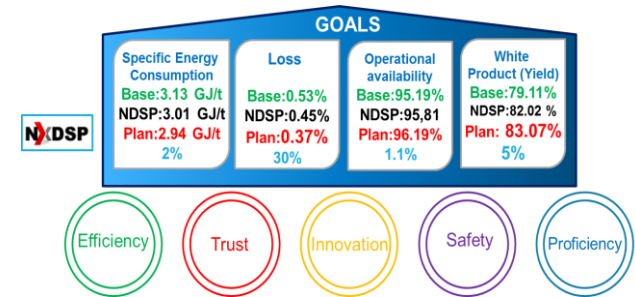 GOALS
Specific Energy
Consumption
Base:3.13 GJ/t
NDSP:3.01 GJ/t
Plan:2.94 GJ/t
2%
Loss
Base:0.53%
NDSP:0.45%
Plan:0.37%
30%
Operational
availability
Base:95.19%
NDSP:95,81
Plan:96.19%
1.1%
White
Product (Yield)
Base:79.11%
NDSP:82.02 %
Plan: 83.07%
5%
NXDSP
Efficiency
Trust
Innovation
Safety
Proficiency